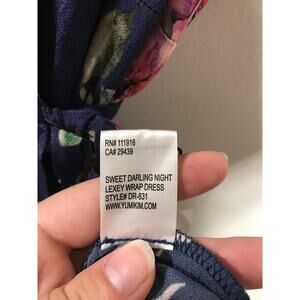 RN# 111916
CA# 29439
SWEET DARLING NIGHT
LEXEY WRAP DRESS
STYLE# DR-831
WWW.YUMIKIM.COM